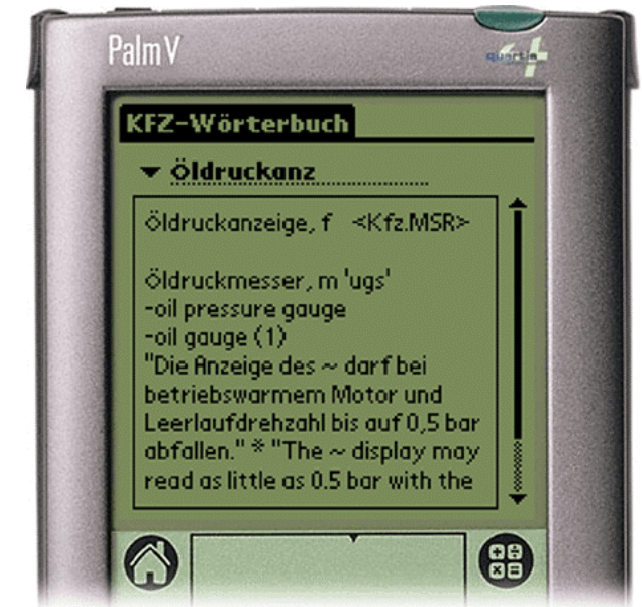 Palm V
quartin
KFZ-Wörterbuch
Öldruckanz
Öldruckanzeige, f <Kfz.MSR>
Öldruckmesser, m 'ugs'
-oil pressure gauge
-oil gauge (1)
"Die Anzeige des ~ darf bei
betriebswarmem Motor und
Leerlaufdrehzahl bis auf 0,5 bar
abfallen." * "The ~ display may
read as little as 0.5 bar with the